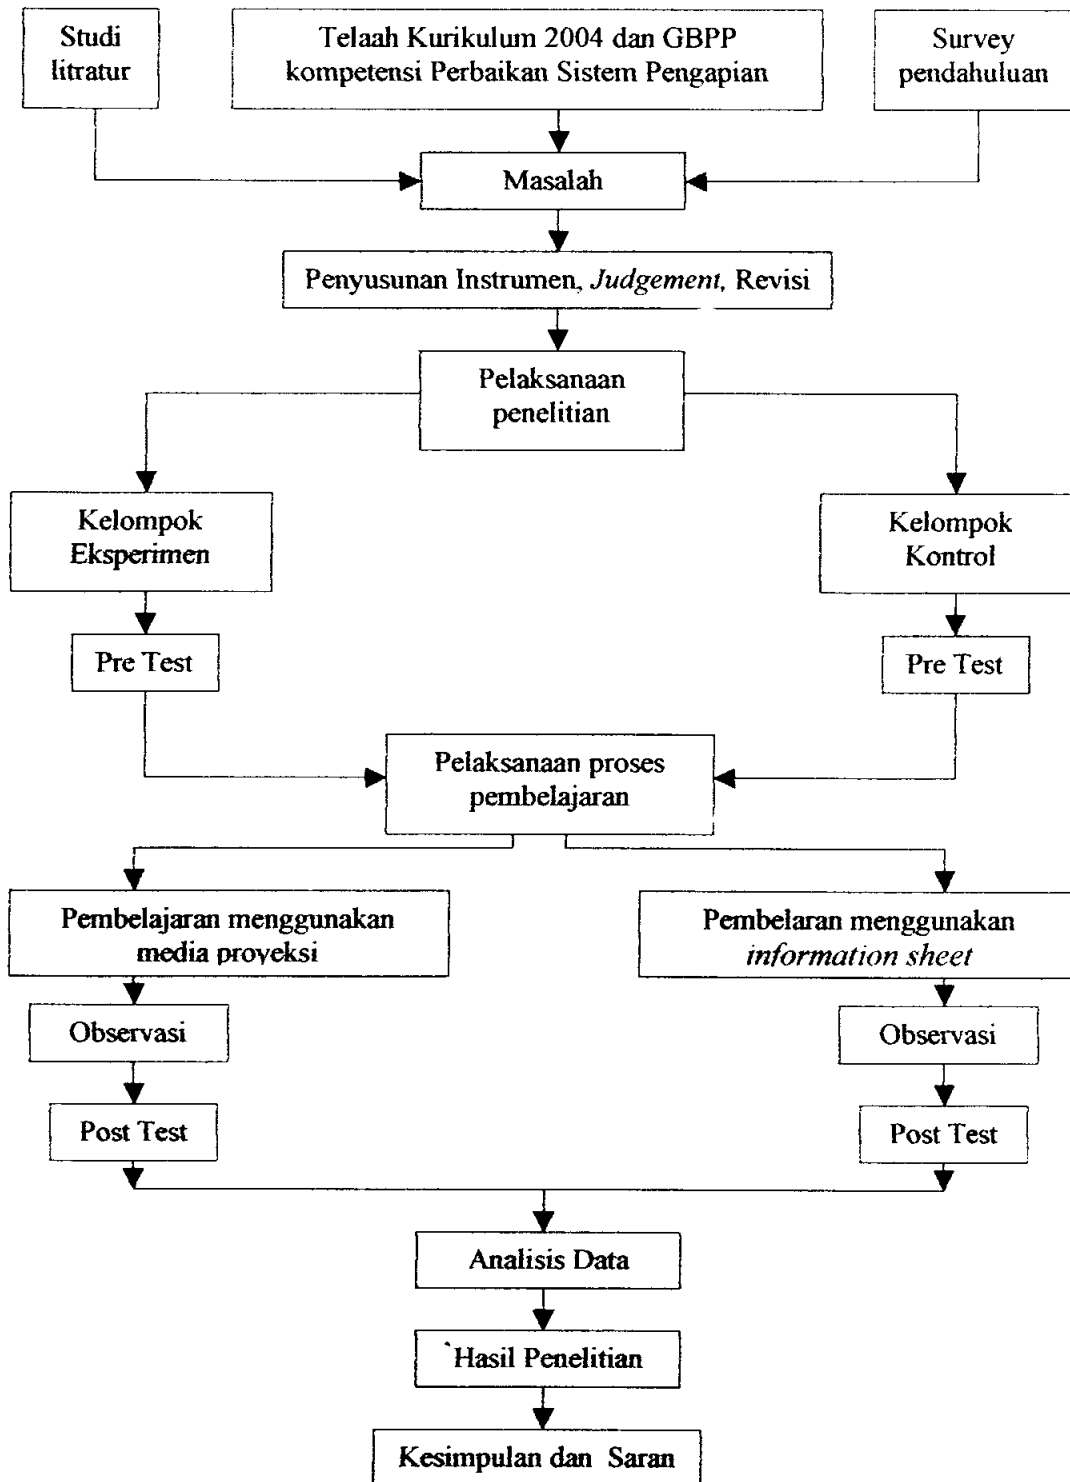 Studi
litratur
Telaah Kurikulum 2004 dan GBPP
kompetensi Perbaikan Sistem Pengapian
Survey
pendahuluan
Masalah
Penyusunan Instrumen, Judgement, Revisi
Pelaksanaan
penelitian
Kelompok
Eksperimen
Kelompok
Kontrol
Pre Test
Pre Test
Pelaksanaan proses
pembelajaran
Pembelajaran menggunakan
media proyeksi
Pembelaran menggunakan
information sheet
Observasi
Observasi
Post Test
Post Test
Analisis Data
`Hasil Penelitian
Kesimpulan dan Saran